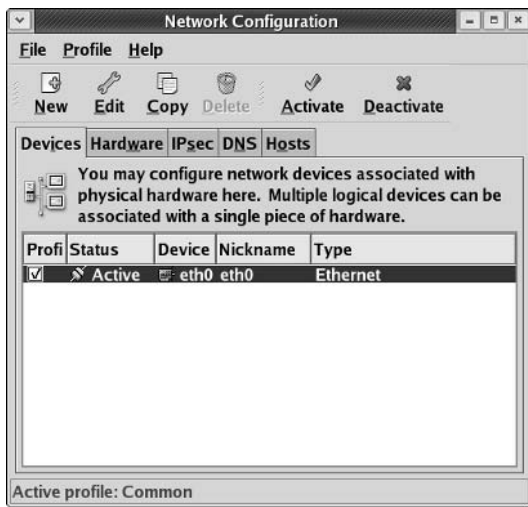 Network Configuration
File Profile Help
New Edit Copy Delete Activate Deactivate
Devices Hardware IPsec DNS Hosts
You may configure network devices associated with
physical hardware here. Multiple logical devices can be
associated with a single piece of hardware.
Profi Status Device Nickname Type
Active eth0 eth0 Ethernet
Active profile: Common